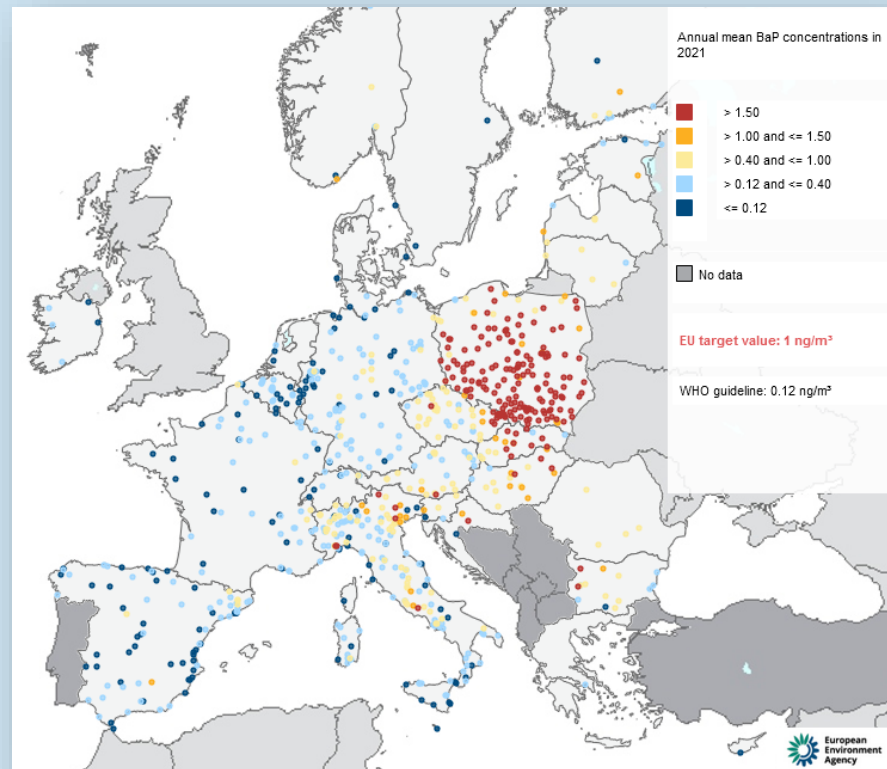 Annual mean BaP concentrations in
2021
> 1.50
> 1.00 and <= 1.50
> 0.40 and <= 1.00
> 0.12 and <= 0.40
<= 0.12
No data
EU target value: 1 ng/m³
WHO guideline: 0.12 ng/m³
European
Environment
Agency